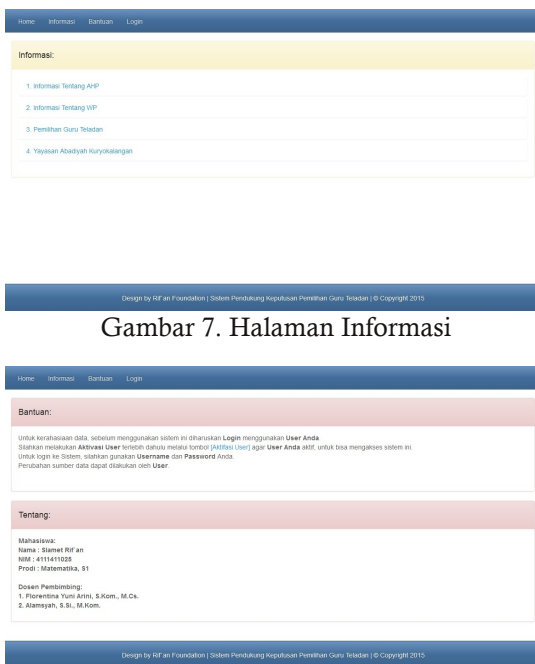 Home Informasi Bantuan Login
Informasi:
1. Informasi Tentang AHP
2. Informasi Tentang WP
3. Pemilihan Guru Teladan
4. Yayasan Abadiyah Kuryokalangan
Design by Rif'an Foundation | Sistem Pendukung Keputusan Pemilihan Guru Teladan | © Copyright 2015
Gambar 7. Halaman Informasi
Home Informasi Bantuan Login
Bantuan:
Untuk kerahasiaan data, sebelum menggunakan sistem ini diharuskan Login menggunakan User Anda.
Silahkan melakukan Aktivasi User terlebih dahulu melalui tombol [Aktifasi User] agar User Anda aktif, untuk bisa mengakses sistem ini.
Untuk login ke Sistem, silahkan gunakan Username dan Password Anda.
Perubahan sumber data dapat dilakukan oleh User.
Tentang:
Mahasiswa:
Nama : Slamet Rif'an
NIM : 4111411025
Prodi : Matematika, S1
Dosen Pembimbing:
1. Florentina Yuni Arini, S.Kom., M.Cs.
2. Alamsyah, S.Si., M.Kom.
Design by Rif'an Foundation | Sistem Pendukung Keputusan Pemilihan Guru Teladan | © Copyright 2015